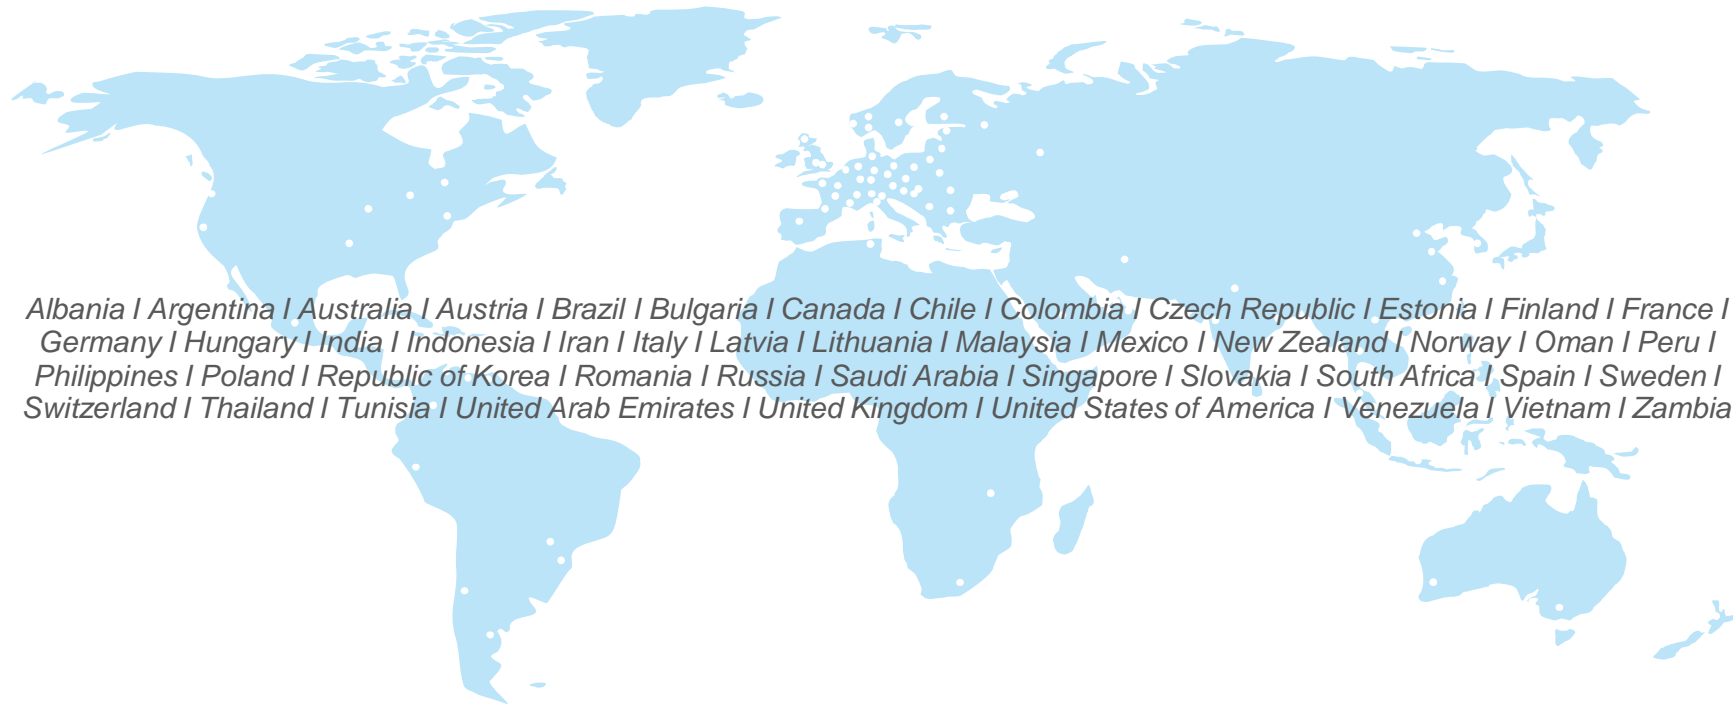 Albania I Argentina I Australia I Austria I Brazil I Bulgaria I Canada I Chile I Colombia I Czech Republic I Estonia I Finland I France I
Germany I Hungary I India I Indonesia I Iran I Italy I Latvia I Lithuania I Malaysia I Mexico I New Zealand I Norway I Oman I Peru I
Philippines I Poland I Republic of Korea I Romania I Russia I Saudi Arabia I Singapore I Slovakia I South Africa I Spain I Sweden I
Switzerland I Thailand I Tunisia I United Arab Emirates I United Kingdom I United States of America I Venezuela I Vietnam I Zambia